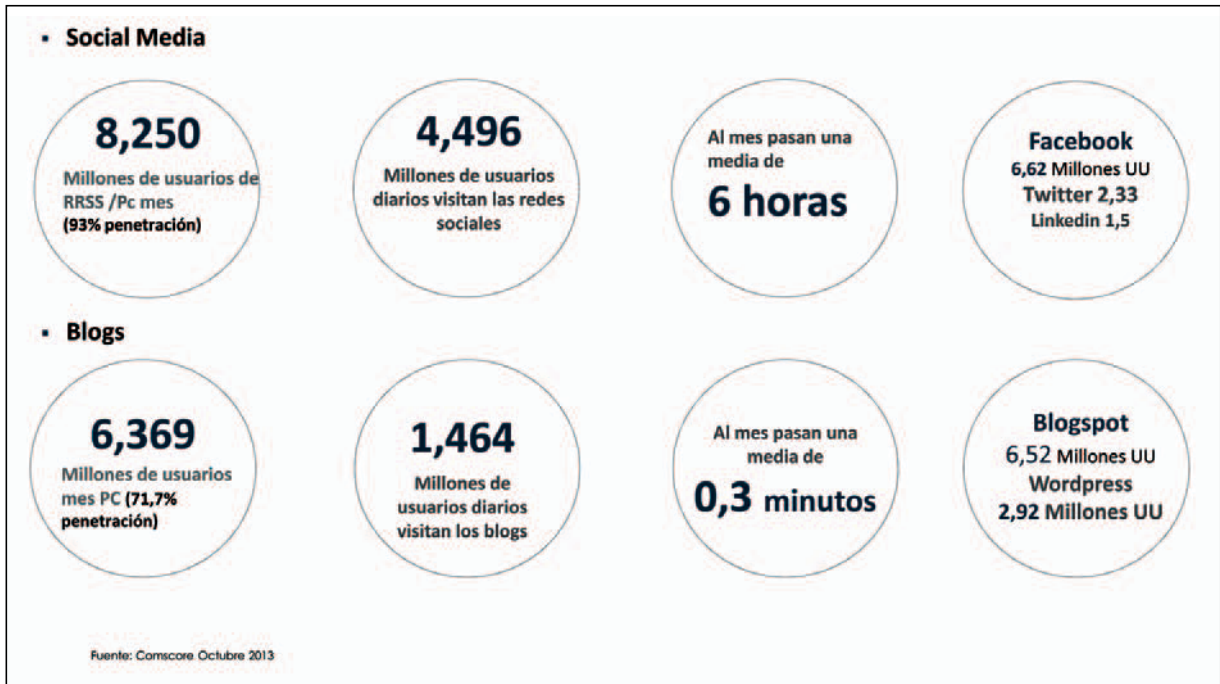 ▪ Social Media
8,250
Millones de usuarios de
RRSS /Pc mes
(93% penetración)
4,496
Millones de usuarios
diarios visitan las redes
sociales
Al mes pasan una
media de
6 horas
Facebook
6,62 Millones UU
Twitter 2,33
Linkedin 1,5
▪ Blogs
6,369
Millones de usuarios
mes PC (71,7%
penetración)
1,464
Millones de
usuarios diarios
visitan los blogs
Al mes pasan una
media de
0,3 minutos
Blogspot
6,52 Millones UU
Wordpress
2,92 Millones UU
Fuente: Comscore Octubre 2013